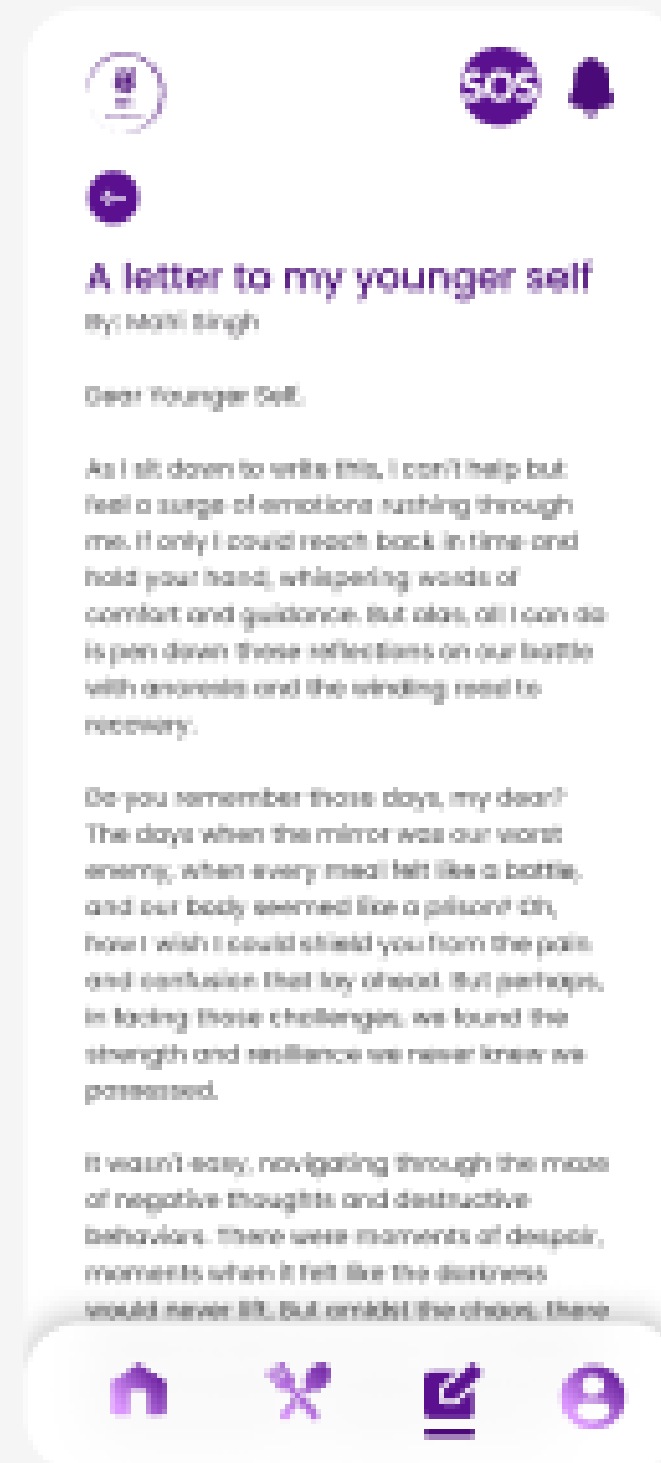 SOS
A letter to my younger self
By: Mahi Singh
Dear Younger Self,
As I sit down to write this, I can't help but
feel a surge of emotions rushing through
me. If only I could reach back in time and
hold your hand, whispering words of
comfort and guidance. But alas, all I can do
is pen down these reflections on our battle
with anorexia and the winding road to
recovery.
Do you remember those days, my dear?
The days when the mirror was our worst
enemy, when every meal felt like a battle,
and our body seemed like a prison? Oh,
how I wish I could shield you from the pain
and confusion that lay ahead. But perhaps,
in facing those challenges, we found the
strength and resilience we never knew we
possessed.
It wasn't easy, navigating through the maze
of negative thoughts and destructive
behaviors. There were moments of despair,
moments when it felt like the darkness
would never lift. But amidst the chaos, there